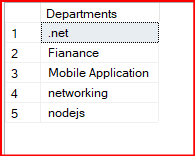 Departments
1 .net
2 Fianance
3 Mobile Application
4 networking
5 nodejs